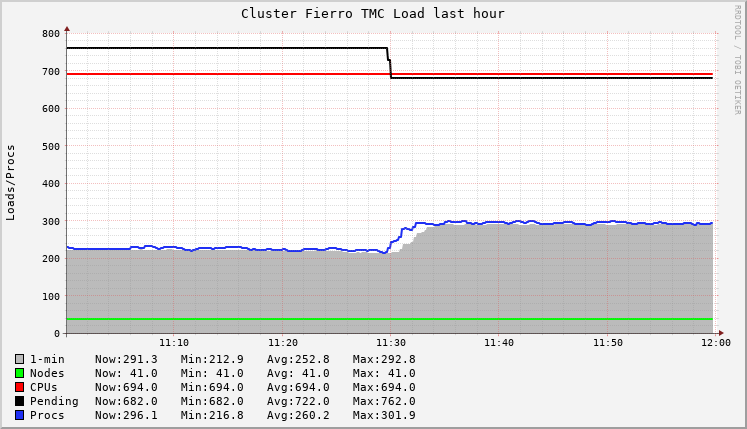 Cluster Fierro TMC Load last hour
RRDTOOL / TOBI OETIKER
Loads/Procs
800
700
600
500
400
300
200
100
0
11:10 11:20 11:30 11:40 11:50 12:00
1-min Now:291.3 Min:212.9 Avg:252.8 Max:292.8
Nodes Now: 41.0 Min: 41.0 Avg: 41.0 Max: 41.0
CPUs Now:694.0 Min:694.0 Avg:694.0 Max:694.0
Pending Now:682.0 Min:682.0 Avg:722.0 Max:762.0
Procs Now:296.1 Min:216.8 Avg:260.2 Max:301.9